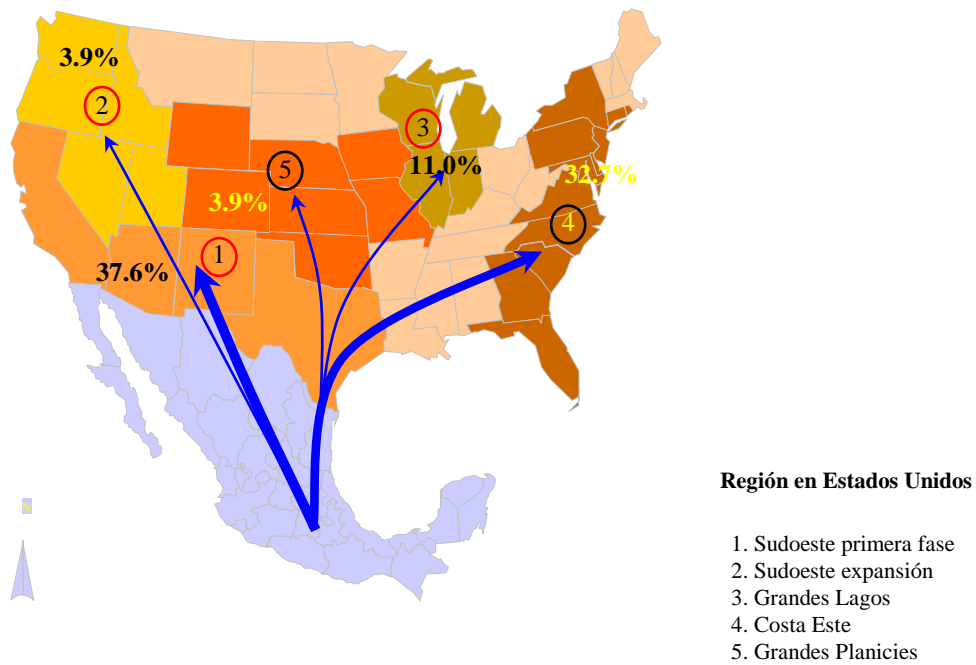 3.9%
2
3
11.0%
5
32.7%
3.9%
4
1
37.6%
Región en Estados Unidos
1. Sudoeste primera fase
2. Sudoeste expansión
3. Grandes Lagos
4. Costa Este
5. Grandes Planicies